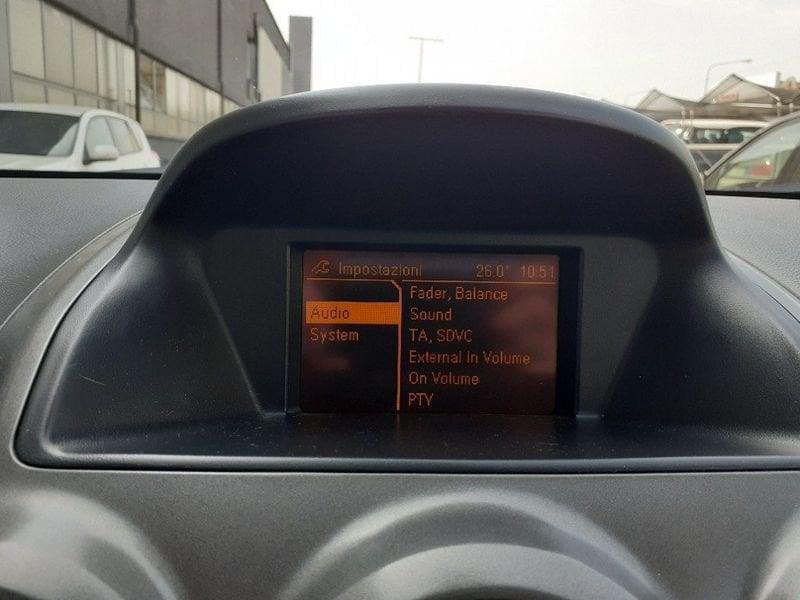 Impostazioni 26.0° 10:51
Fader, Balance
Audio Sound
System TA, SDVC
External In Volume
On Volume
PTY